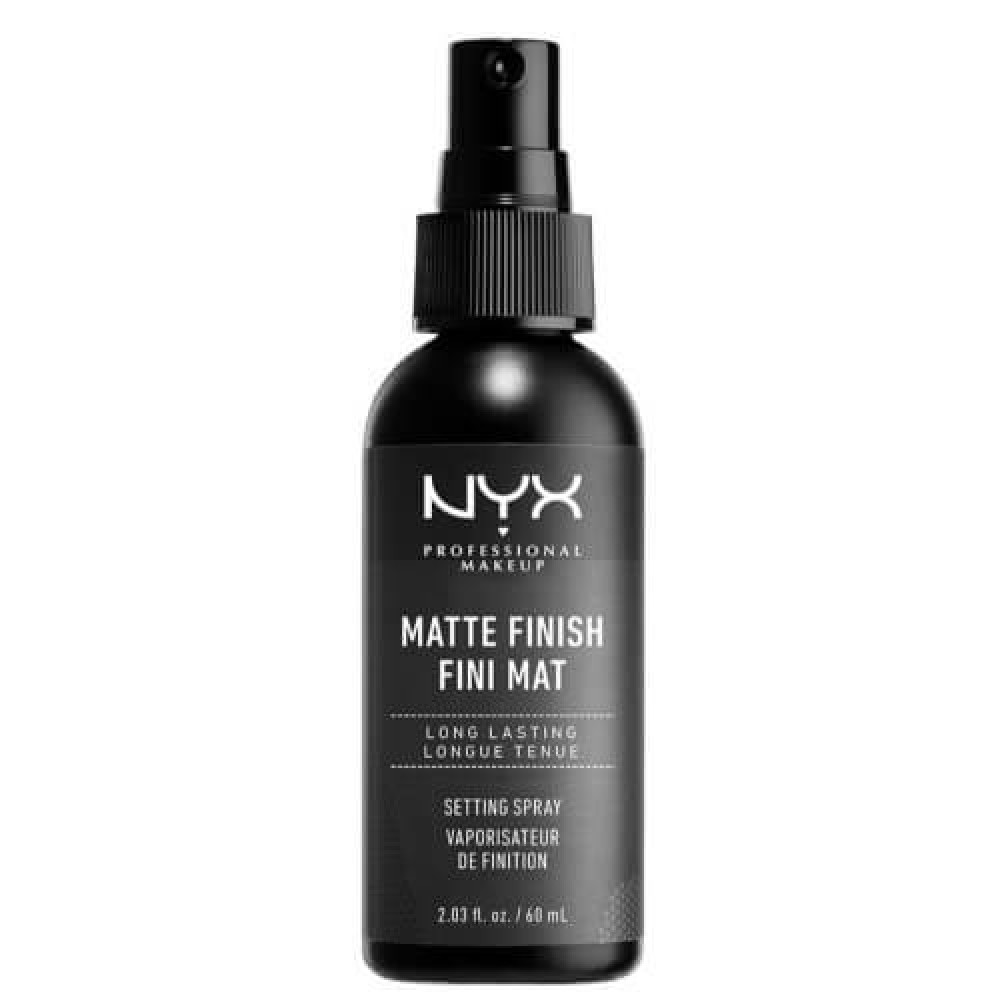 NYX
PROFESSIONAL
MAKEUP
MATTE FINISH
FINI MAT
LONG LASTING
LONGUE TENUE
SETTING SPRAY
VAPORISATEUR
DE FINITION
2.03 fl. oz. / 60 mL